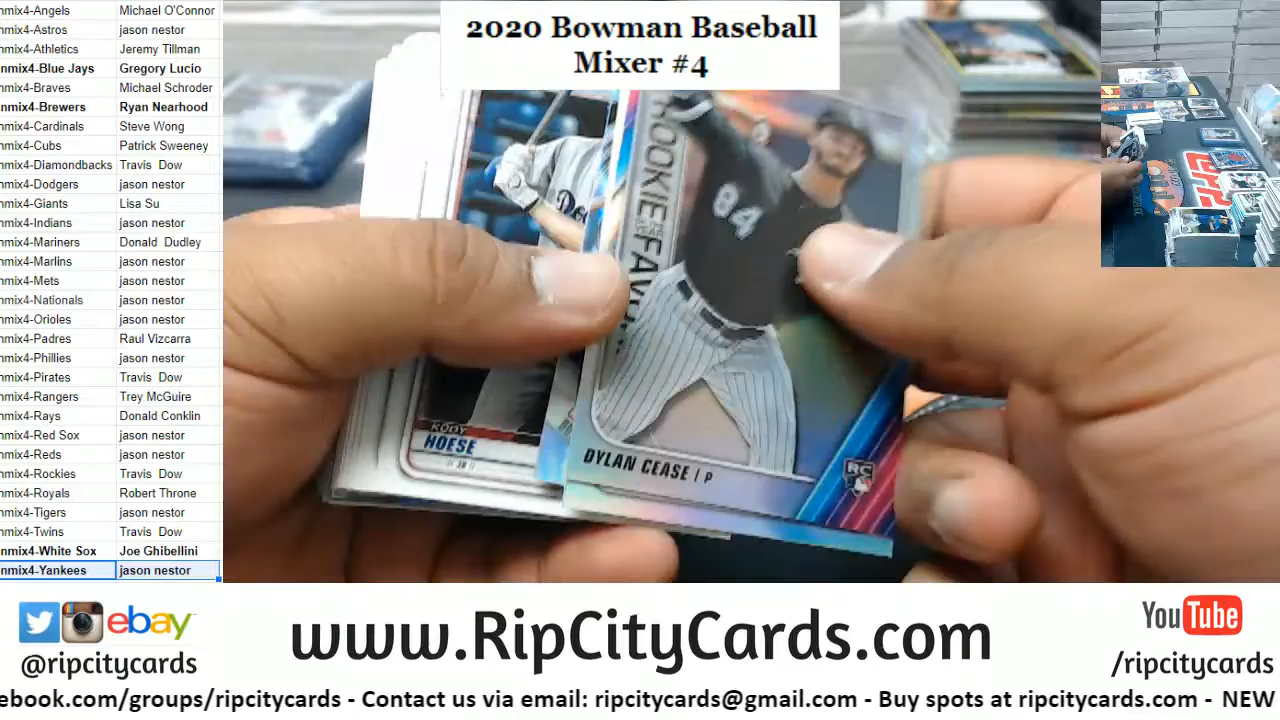 2020 Bowman Baseball
Mixer #4
nmix4-Angels Michael O'Connor
nmix4-Astros jason nestor
nmix4-Athletics Jeremy Tillman
nmix4-Blue Jays Gregory Lucio
nmix4-Braves Michael Schroder
nmix4-Brewers Ryan Nearhood
nmix4-Cardinals Steve Wong
nmix4-Cubs Patrick Sweeney
nmix4-Diamondbacks Travis Dow
nmix4-Dodgers jason nestor
nmix4-Giants Lisa Su
nmix4-Indians jason nestor
nmix4-Mariners Donald Dudley
nmix4-Marlins jason nestor
nmix4-Mets jason nestor
nmix4-Nationals jason nestor
nmix4-Orioles jason nestor
nmix4-Padres Raul Vizcarra
nmix4-Phillies jason nestor
nmix4-Pirates Travis Dow
nmix4-Rangers Trey McGuire
nmix4-Rays Donald Conklin
nmix4-Red Sox jason nestor
nmix4-Reds jason nestor
nmix4-Rockies Travis Dow
nmix4-Royals Robert Throne
nmix4-Tigers jason nestor
nmix4-Twins Travis Dow
nmix4-White Sox Joe Ghibellini
nmix4-Yankees jason nestor
ROOKIE
84
KODY
HOESE
DYLAN CEASE | P
RC
ebay
@ripcitycards
www.RipCityCards.com
YouTube
/ripcitycards
ebook.com/groups/ripcitycards - Contact us via email: ripcitycards@gmail.com - Buy spots at ripcitycards.com - NEW